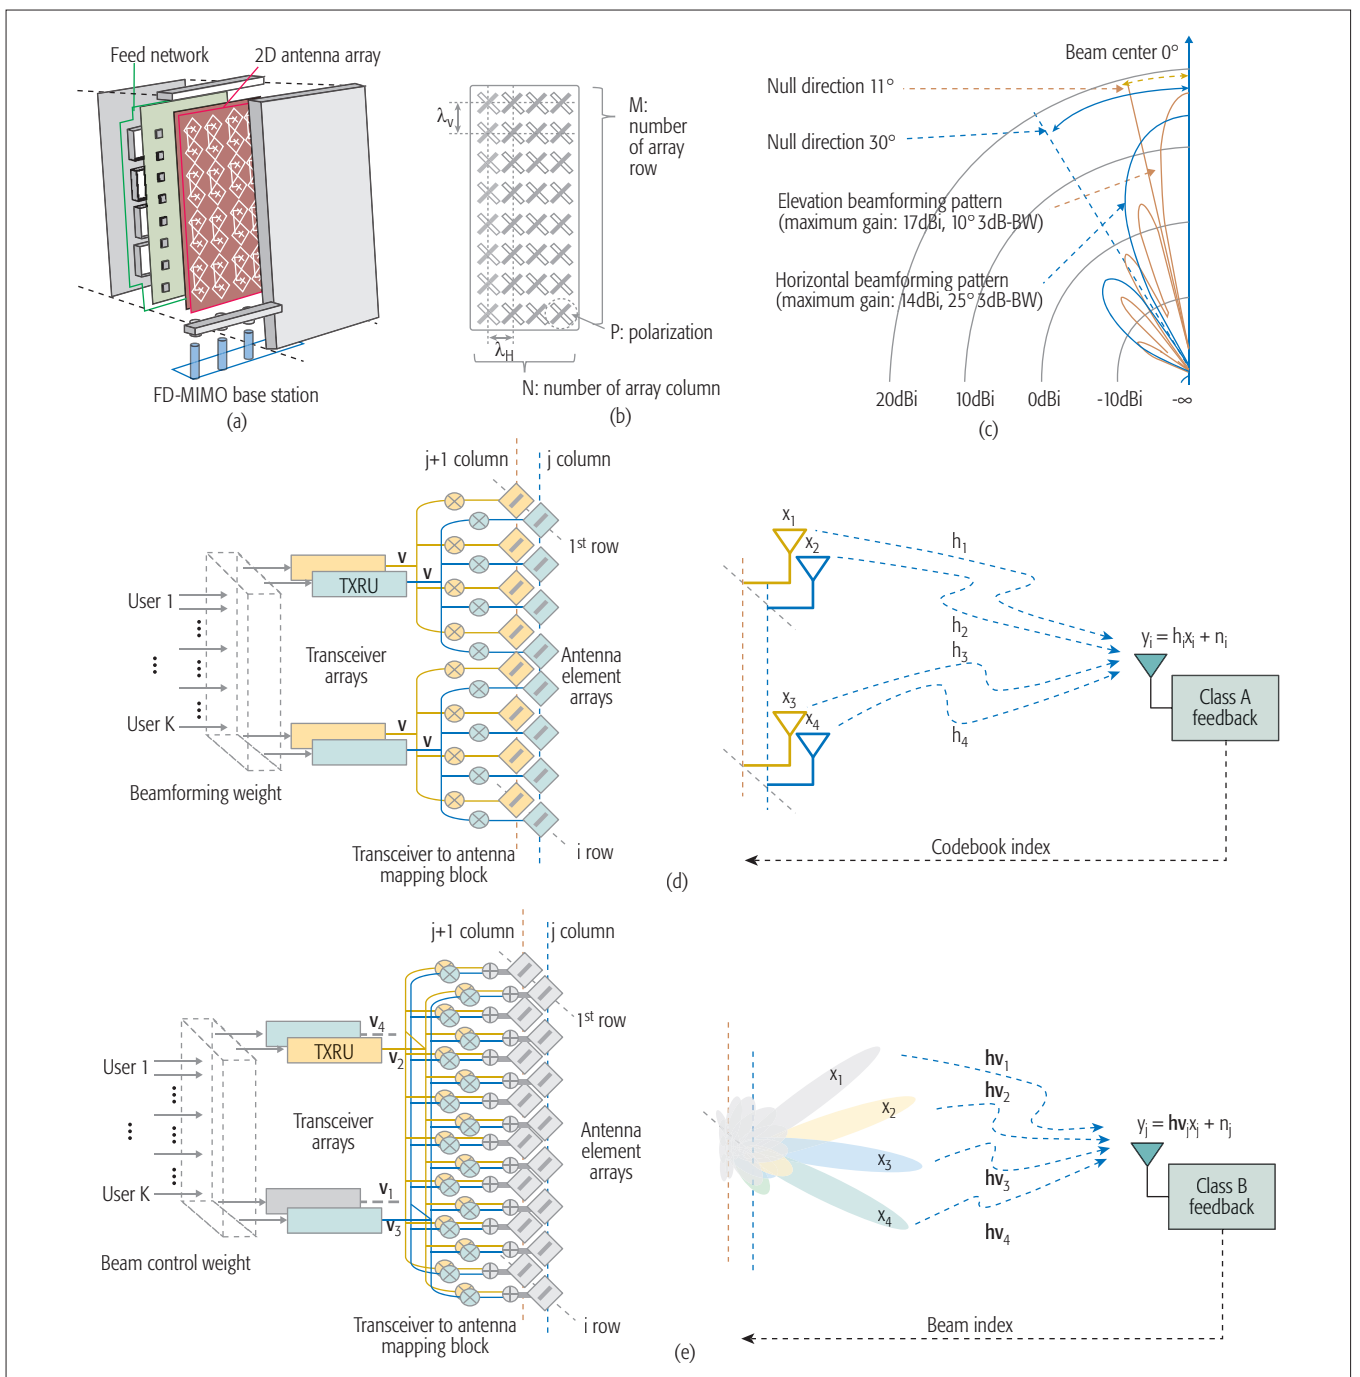 Feed network
2D antenna array
FD-MIMO base station
(a)
λV
M:
number
of array
row
P: polarization
λH
N: number of array column
(b)
Beam center 0°
Null direction 11°
Null direction 30°
Elevation beamforming pattern
(maximum gain: 17dBi, 10° 3dB-BW)
Horizontal beamforming pattern
(maximum gain: 14dBi, 25° 3dB-BW)
20dBi 10dBi 0dBi -10dBi -∞
(c)
j+1 column
j column
1st row
User 1
User K
Beamforming weight
TXRU
v
v
v
v
Transceiver
arrays
Antenna
element
arrays
Transceiver to antenna
mapping block
i row
x1
x2
x3
x4
h1
h2
h3
h4
yi = hixi + ni
Class A
feedback
Codebook index
(d)
j+1 column
j column
1st row
User 1
User K
Beam control weight
v4
TXRU
v2
v1
v3
Transceiver
arrays
Antenna
element
arrays
Transceiver to antenna
mapping block
i row
x1
x2
x3
x4
hv1
hv2
hv3
hv4
yj = hvjxj + nj
Class B
feedback
Beam index
(e)